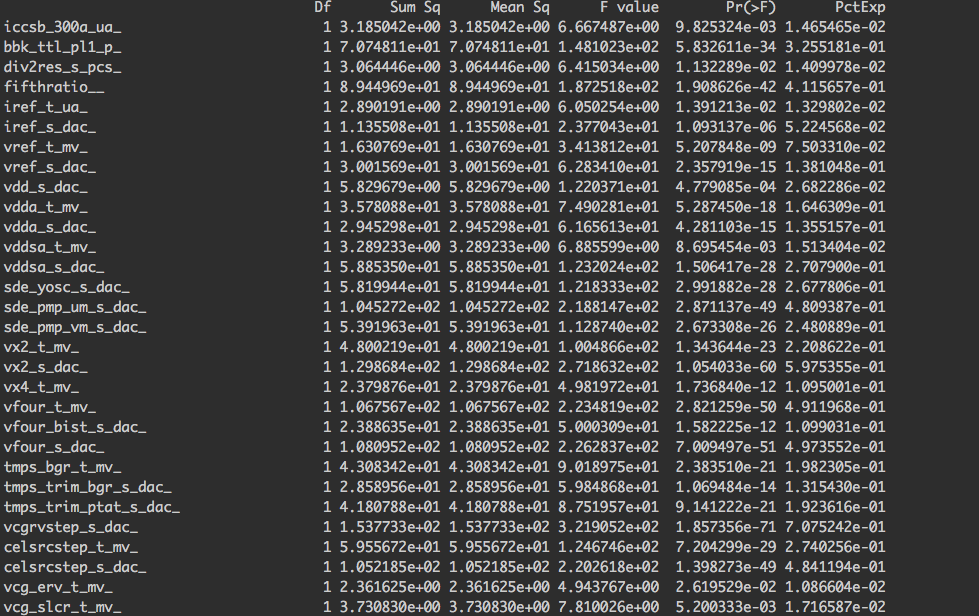 Df Sum Sq Mean Sq F value Pr(>F) PctExp
iccsb_300a_ua_ 1 3.185042e+00 3.185042e+00 6.667487e+00 9.825324e-03 1.465465e-02
bbk_ttl_pl1_p_ 1 7.074811e+01 7.074811e+01 1.481023e+02 5.832611e-34 3.255181e-01
div2res_s_pcs_ 1 3.064446e+00 3.064446e+00 6.415034e+00 1.132289e-02 1.409978e-02
fifthratio__ 1 8.944969e+01 8.944969e+01 1.872518e+02 1.908626e-42 4.115657e-01
iref_t_ua_ 1 2.890191e+00 2.890191e+00 6.050254e+00 1.391213e-02 1.329802e-02
iref_s_dac_ 1 1.135508e+01 1.135508e+01 2.377043e+01 1.093137e-06 5.224568e-02
vref_t_mv_ 1 1.630769e+01 1.630769e+01 3.413812e+01 5.207848e-09 7.503310e-02
vref_s_dac_ 1 3.001569e+01 3.001569e+01 6.283410e+01 2.357919e-15 1.381048e-01
vdd_s_dac_ 1 5.829679e+00 5.829679e+00 1.220371e+01 4.779085e-04 2.682286e-02
vdda_t_mv_ 1 3.578088e+01 3.578088e+01 7.490281e+01 5.287450e-18 1.646309e-01
vdda_s_dac_ 1 2.945298e+01 2.945298e+01 6.165613e+01 4.281103e-15 1.355157e-01
vddsa_t_mv_ 1 3.289233e+00 3.289233e+00 6.885599e+00 8.695454e-03 1.513404e-02
vddsa_s_dac_ 1 5.885350e+01 5.885350e+01 1.232024e+02 1.506417e-28 2.707900e-01
sde_yosc_s_dac_ 1 5.819944e+01 5.819944e+01 1.218333e+02 2.991882e-28 2.677806e-01
sde_pmp_um_s_dac_ 1 1.045272e+02 1.045272e+02 2.188147e+02 2.871137e-49 4.809387e-01
sde_pmp_vm_s_dac_ 1 5.391963e+01 5.391963e+01 1.128740e+02 2.673308e-26 2.480889e-01
vx2_t_mv_ 1 4.800219e+01 4.800219e+01 1.004866e+02 1.343644e-23 2.208622e-01
vx2_s_dac_ 1 1.298684e+02 1.298684e+02 2.718632e+02 1.054033e-60 5.975355e-01
vx4_t_mv_ 1 2.379876e+01 2.379876e+01 4.981972e+01 1.736840e-12 1.095001e-01
vfour_t_mv_ 1 1.067567e+02 1.067567e+02 2.234819e+02 2.821259e-50 4.911968e-01
vfour_bist_s_dac_ 1 2.388635e+01 2.388635e+01 5.000309e+01 1.582222e-12 1.099031e-01
vfour_s_dac_ 1 1.080952e+02 1.080952e+02 2.262837e+02 7.009497e-51 4.973552e-01
tmps_bgr_t_mv_ 1 4.308342e+01 4.308342e+01 9.018975e+01 2.383510e-21 1.982305e-01
tmps_trim_bgr_s_dac_ 1 2.858956e+01 2.858956e+01 5.984868e+01 1.069484e-14 1.315430e-01
tmps_trim_ptat_s_dac_ 1 4.180788e+01 4.180788e+01 8.751957e+01 9.141222e-21 1.923616e-01
vcgrvstep_s_dac_ 1 1.537733e+02 1.537733e+02 3.219052e+02 1.857356e-71 7.075242e-01
celsrcstep_t_mv_ 1 5.955672e+01 5.955672e+01 1.246746e+02 7.204299e-29 2.740256e-01
celsrcstep_s_dac_ 1 1.052185e+02 1.052185e+02 2.202618e+02 1.398273e-49 4.841194e-01
vcg_erv_t_mv_ 1 2.361625e+00 2.361625e+00 4.943767e+00 2.619529e-02 1.086604e-02
vcg_slcr_t_mv_ 1 3.730830e+00 3.730830e+00 7.810026e+00 5.200333e-03 1.716587e-02